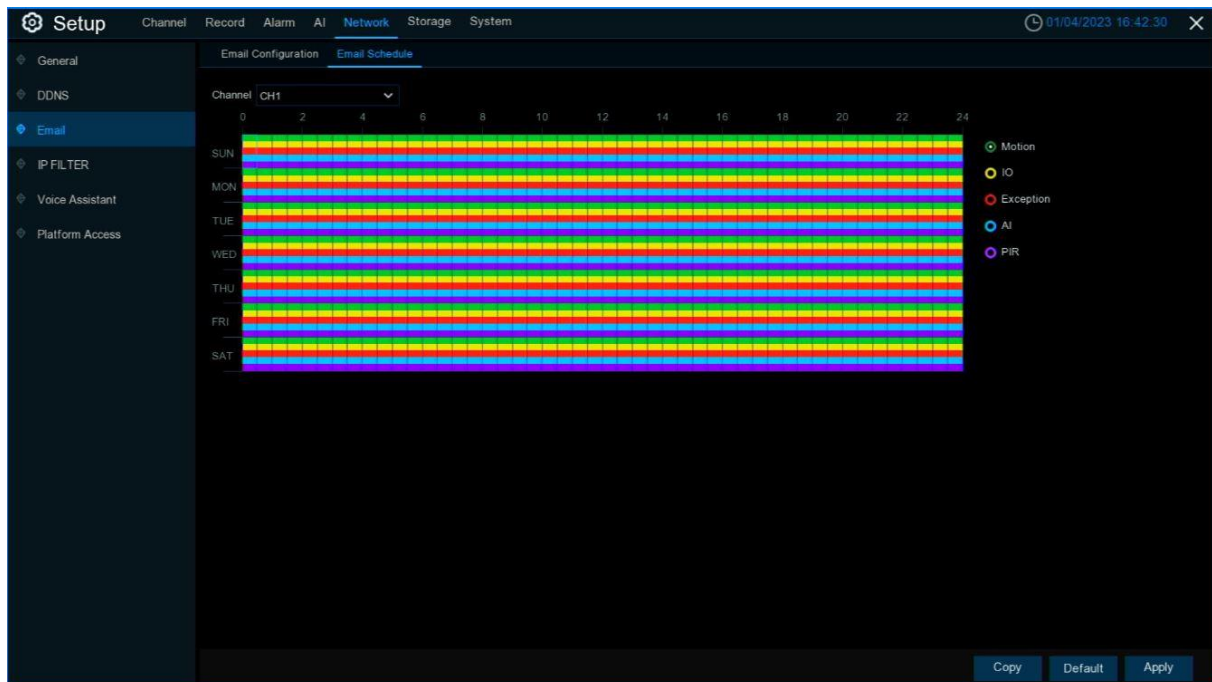 Setup Channel Record Alarm AI Network Storage System 01/04/2023 16:42:30
General
DDNS
Email
IP FILTER
Voice Assistant
Platform Access
Email Configuration Email Schedule
Channel CH1
0 2 4 6 8 10 12 14 16 18 20 22 24
SUN
MON
TUE
WED
THU
FRI
SAT
Motion
IO
Exception
AI
PIR
Copy Default Apply